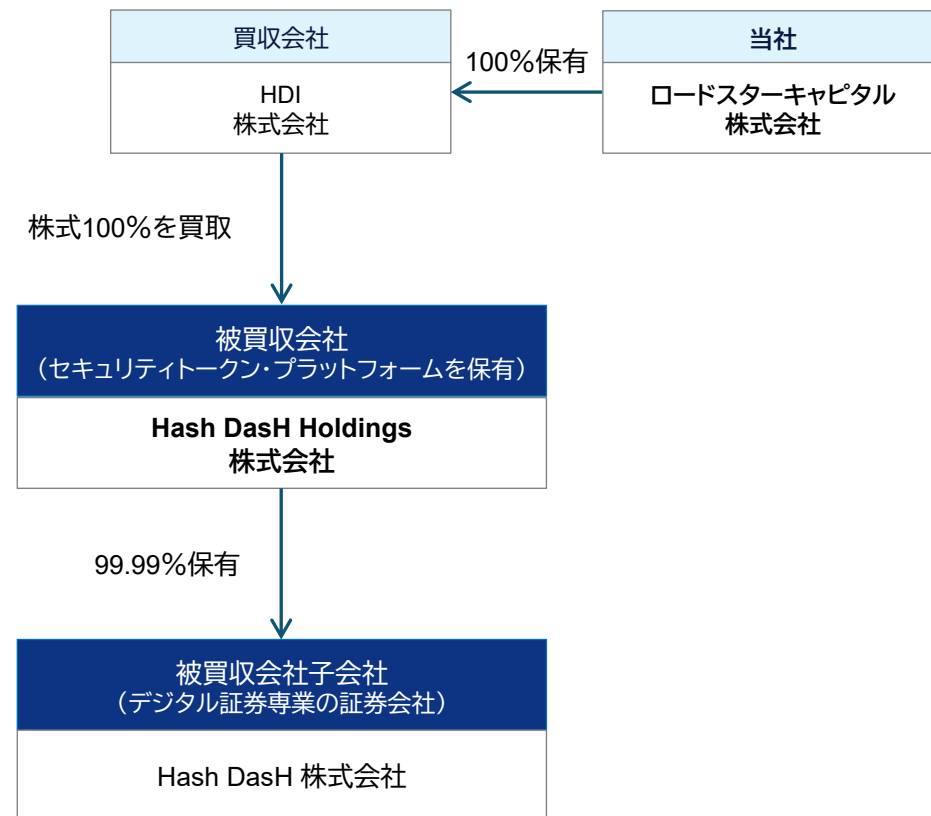 買収会社
HDI
株式会社
100%保有
当社
ロードスターキャピタル
株式会社
株式100%を買取
被買収会社
（セキュリティトークン・プラットフォームを保有）
Hash DasH Holdings
株式会社
99.99%保有
被買収会社子会社
（デジタル証券専業の証券会社）
Hash DasH 株式会社